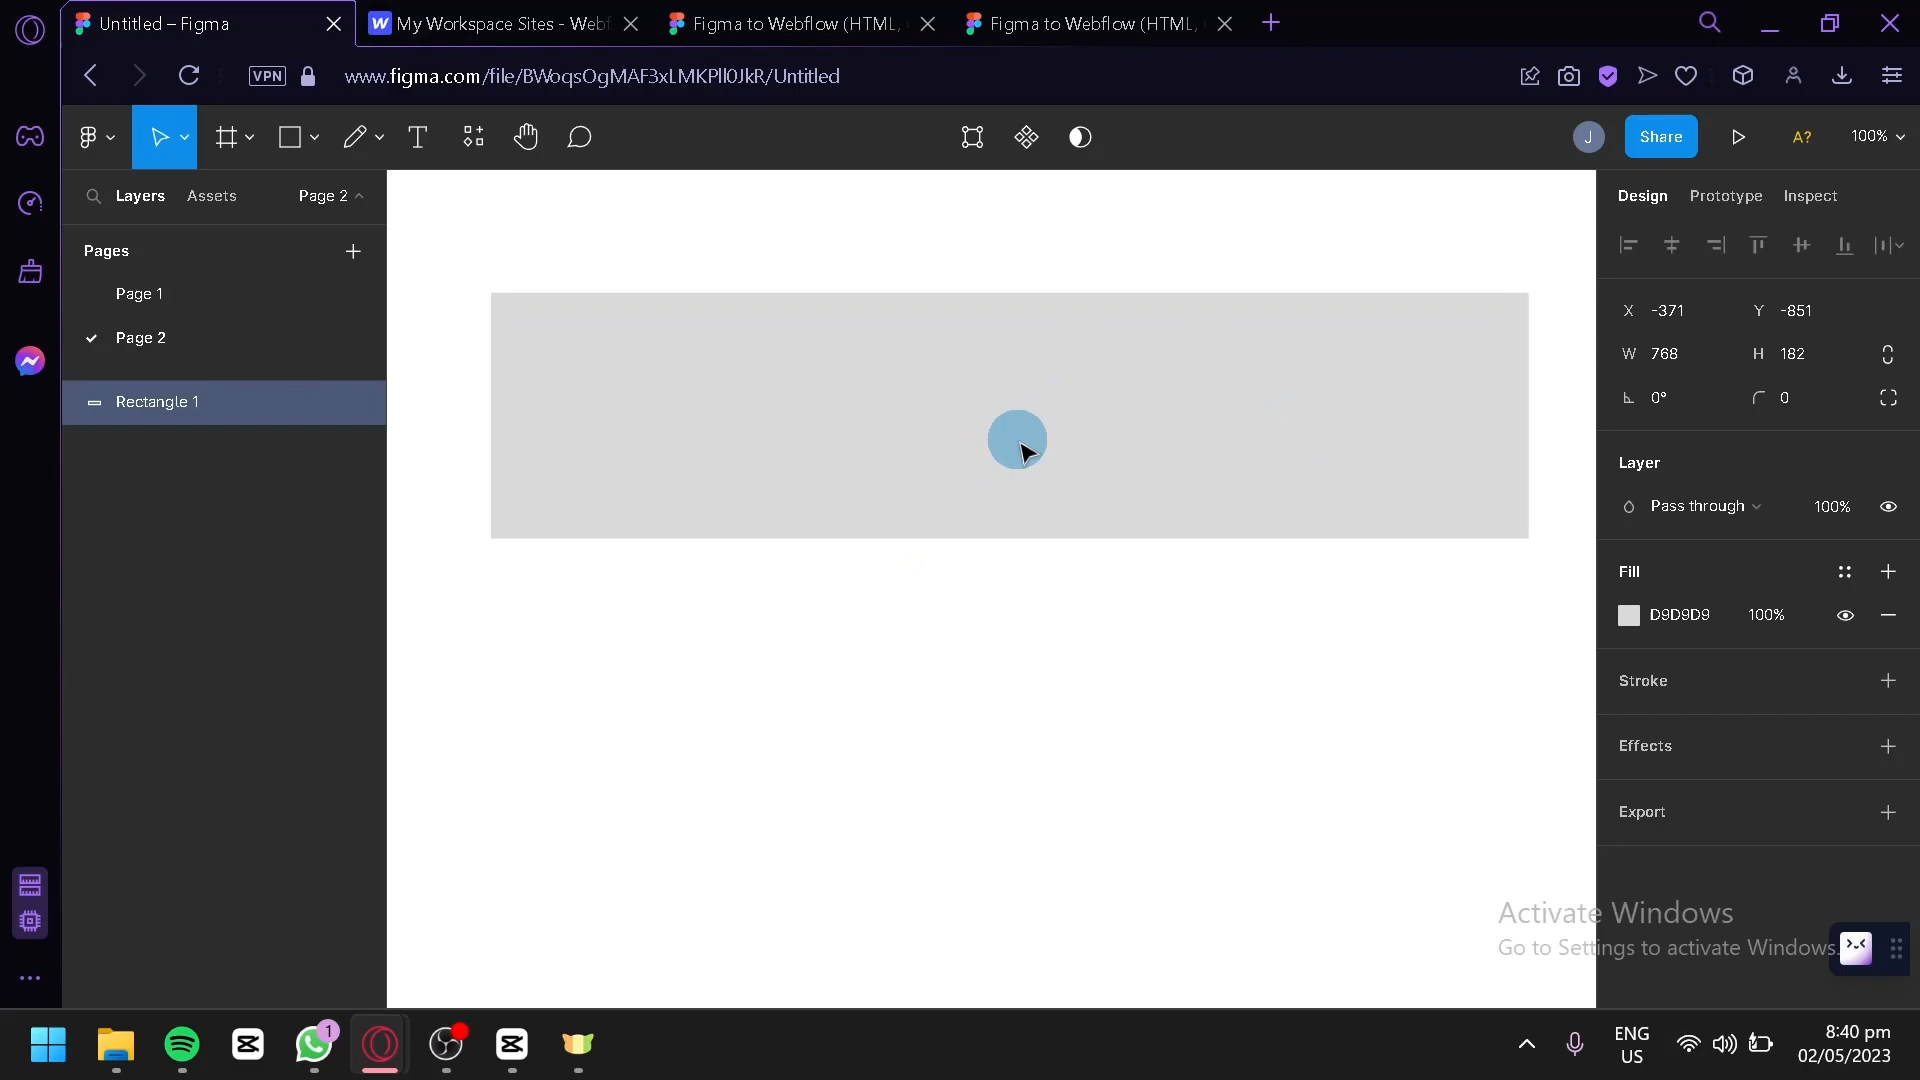 Untitled – Figma
My Workspace Sites - Webf
Figma to Webflow (HTML,
Figma to Webflow (HTML,
VPN
www.figma.com/file/BWoqsOgMAF3xLMKPll0JkR/Untitled
J
Share
A?
100%
Layers
Assets
Page 2
Design
Prototype
Inspect
Pages
Page 1
Page 2
Rectangle 1
X -371
Y -851
W 768
H 182
0°
0
Layer
Pass through
100%
Fill
D9D9D9
100%
Stroke
Effects
Export
Activate Windows
Go to Settings to activate Windows.
1
ENG
US
8:40 pm
02/05/2023